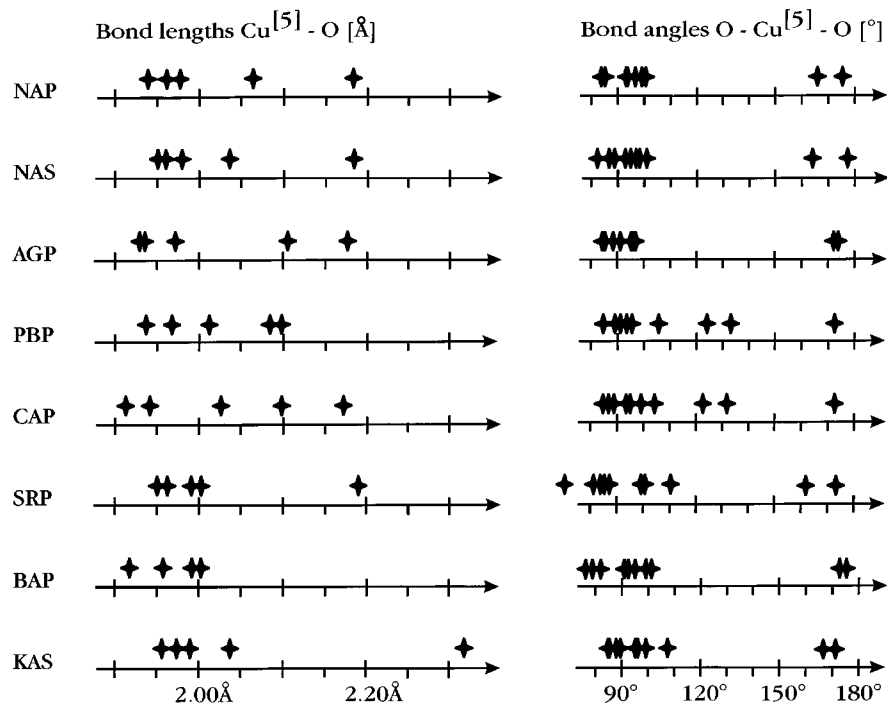 Bond lengths Cu[5] - O [Å] Bond angles O - Cu[5] - O [°]
NAP
NAS
AGP
PBP
CAP
SRP
BAP
KAS
2.00Å 2.20Å 90° 120° 150° 180°